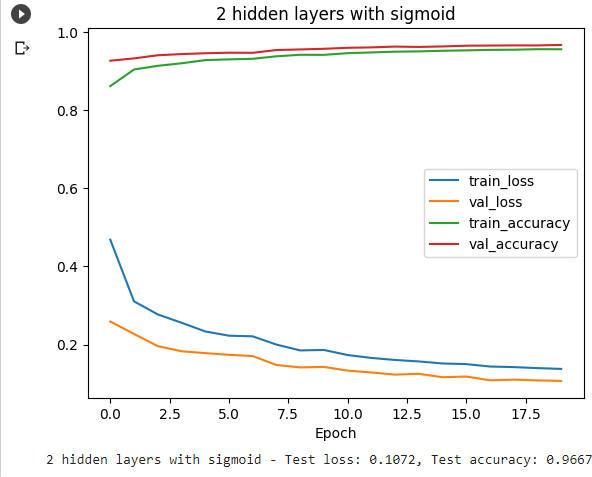 2 hidden layers with sigmoid
1.0
0.8
0.6
0.4
0.2
train_loss
val_loss
train_accuracy
val_accuracy
0.0 2.5 5.0 7.5 10.0 12.5 15.0 17.5
Epoch
2 hidden layers with sigmoid - Test loss: 0.1072, Test accuracy: 0.9667